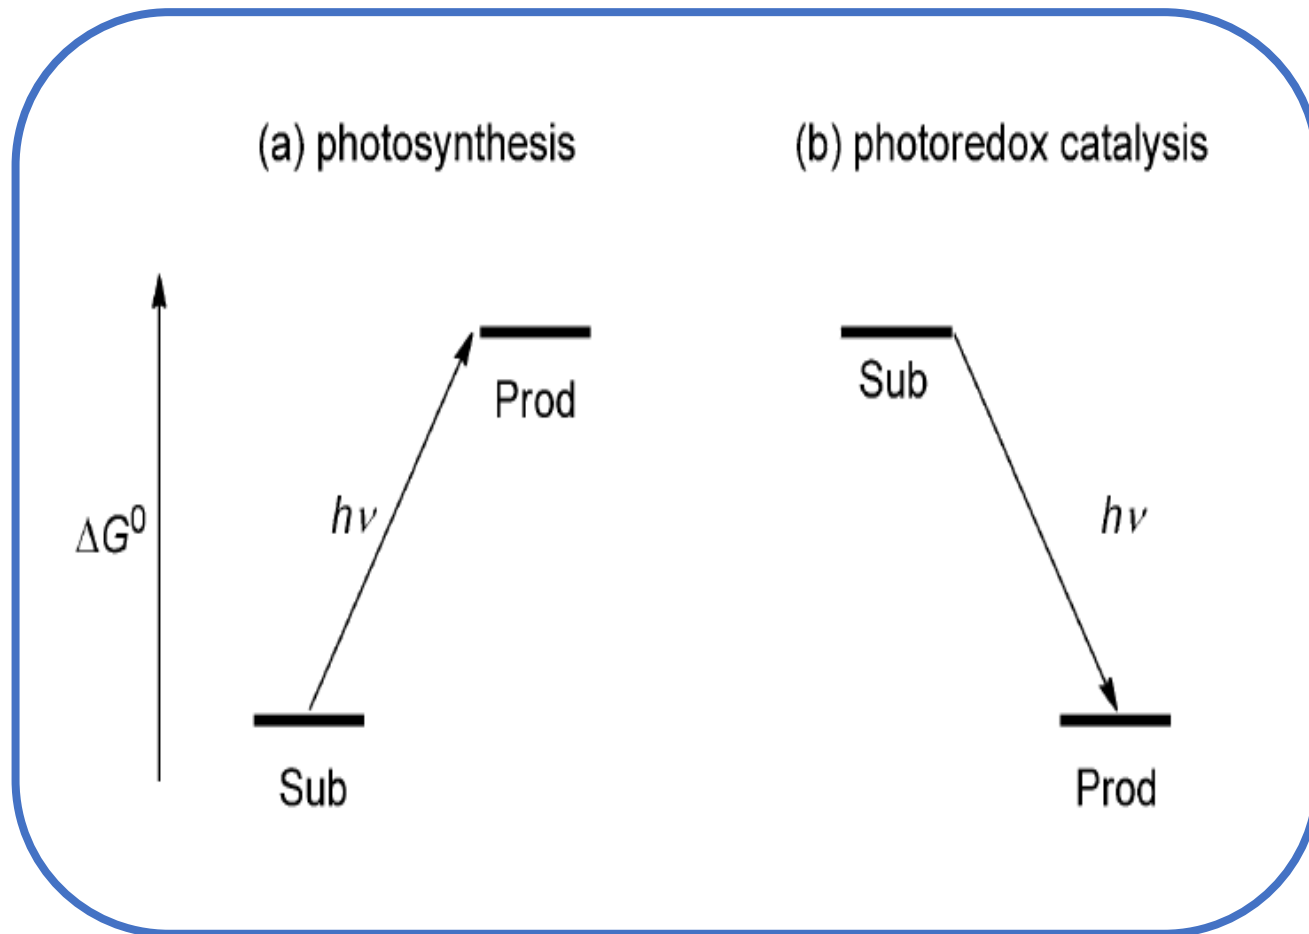 (a) photosynthesis
(b) photoredox catalysis
ΔG⁰
hν
Prod
Sub
Sub
hν
Prod